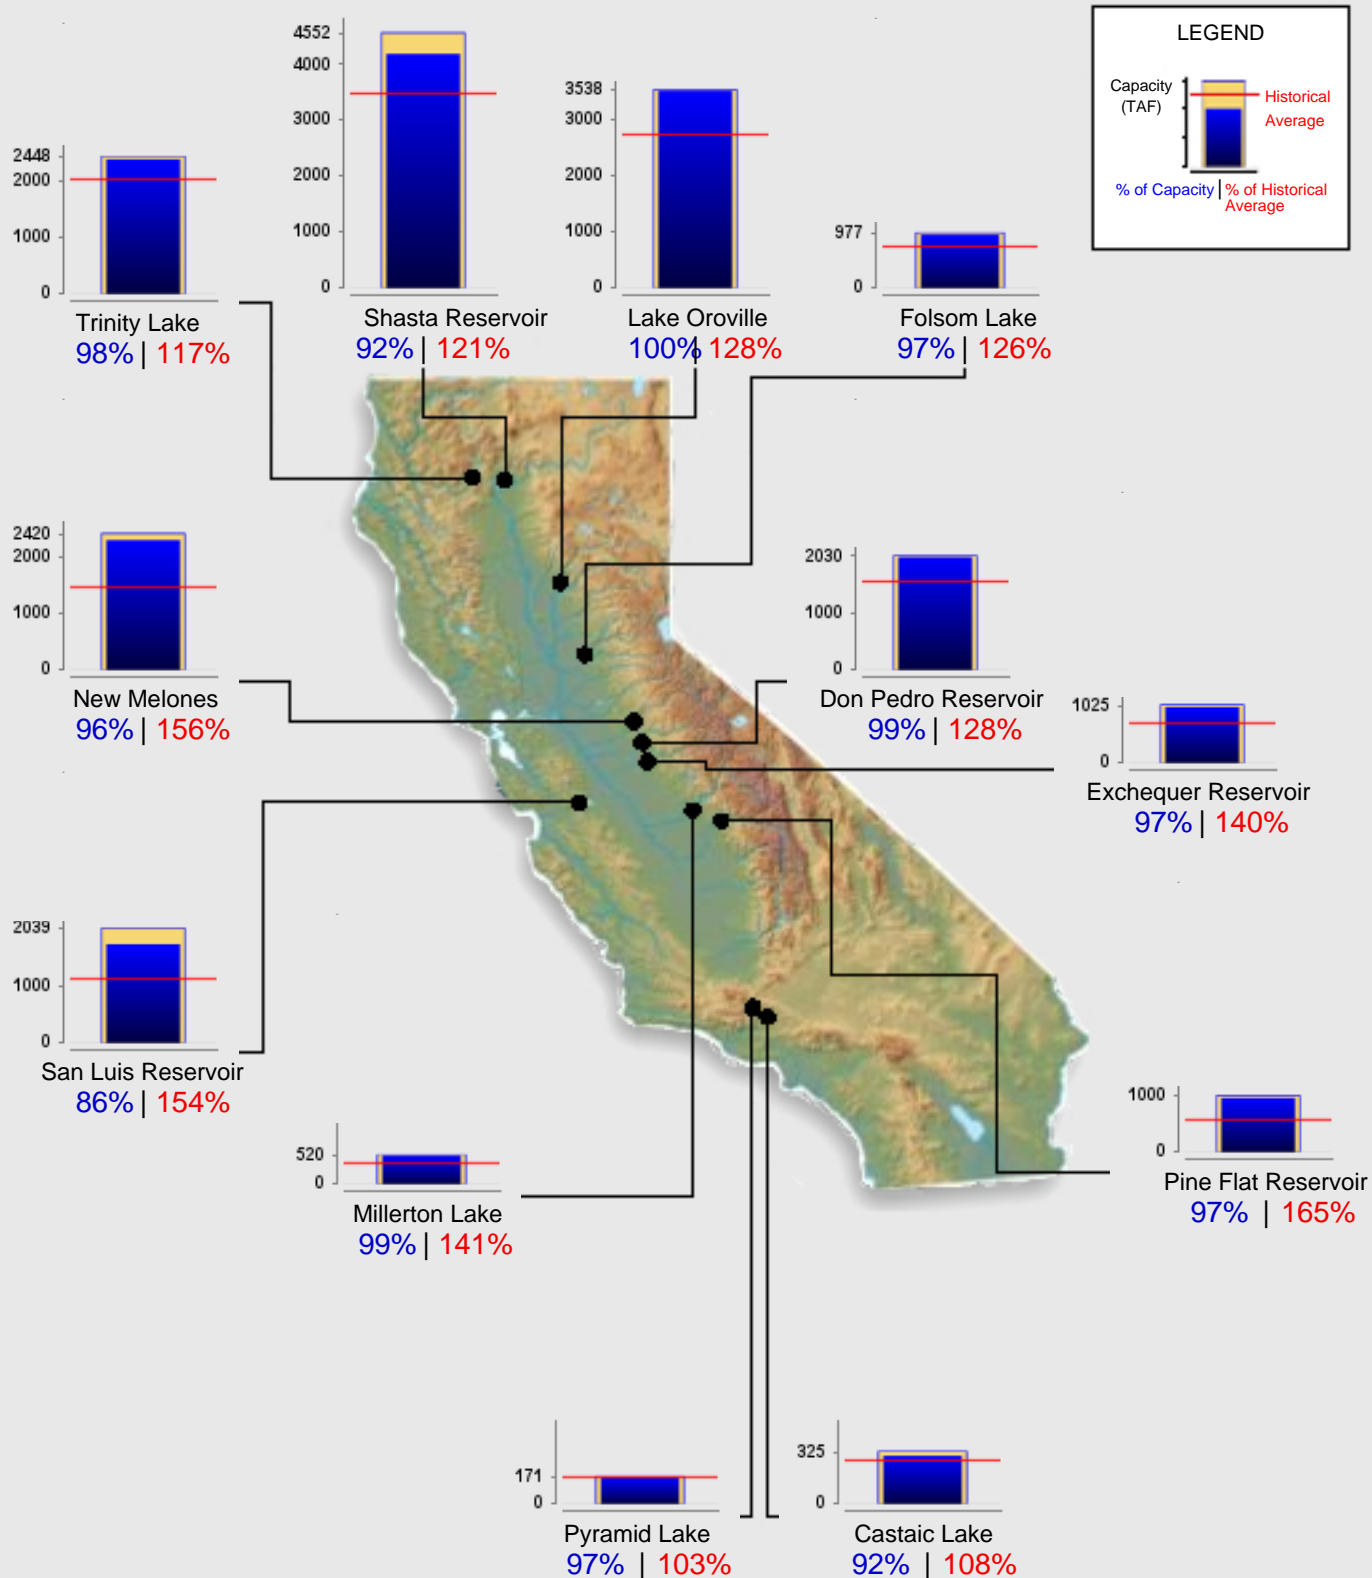 LEGEND
Capacity
(TAF)
Historical
Average
% of Capacity | % of Historical
Average
2448
2000
1000
0
Trinity Lake
98% | 117%
4552
4000
3000
2000
1000
0
Shasta Reservoir
92% | 121%
3538
3000
2000
1000
0
Lake Oroville
100% 128%
977
0
Folsom Lake
97% | 126%
2420
2000
1000
0
New Melones
96% | 156%
2030
1000
0
Don Pedro Reservoir
99% | 128%
1025
0
Exchequer Reservoir
97% | 140%
2039
1000
0
San Luis Reservoir
86% | 154%
520
0
Millerton Lake
99% | 141%
1000
0
Pine Flat Reservoir
97% | 165%
171
0
Pyramid Lake
97% | 103%
325
0
Castaic Lake
92% | 108%